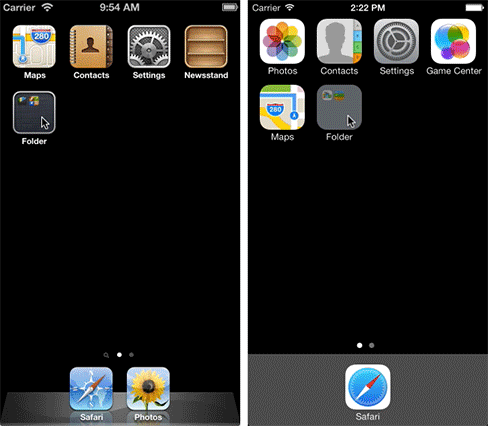 Carrier 9:54 AM
280
Maps Contacts Settings Newsstand
Folder
Safari Photos
Carrier 2:22 PM
Photos Contacts Settings Game Center
280
Maps Folder
Safari